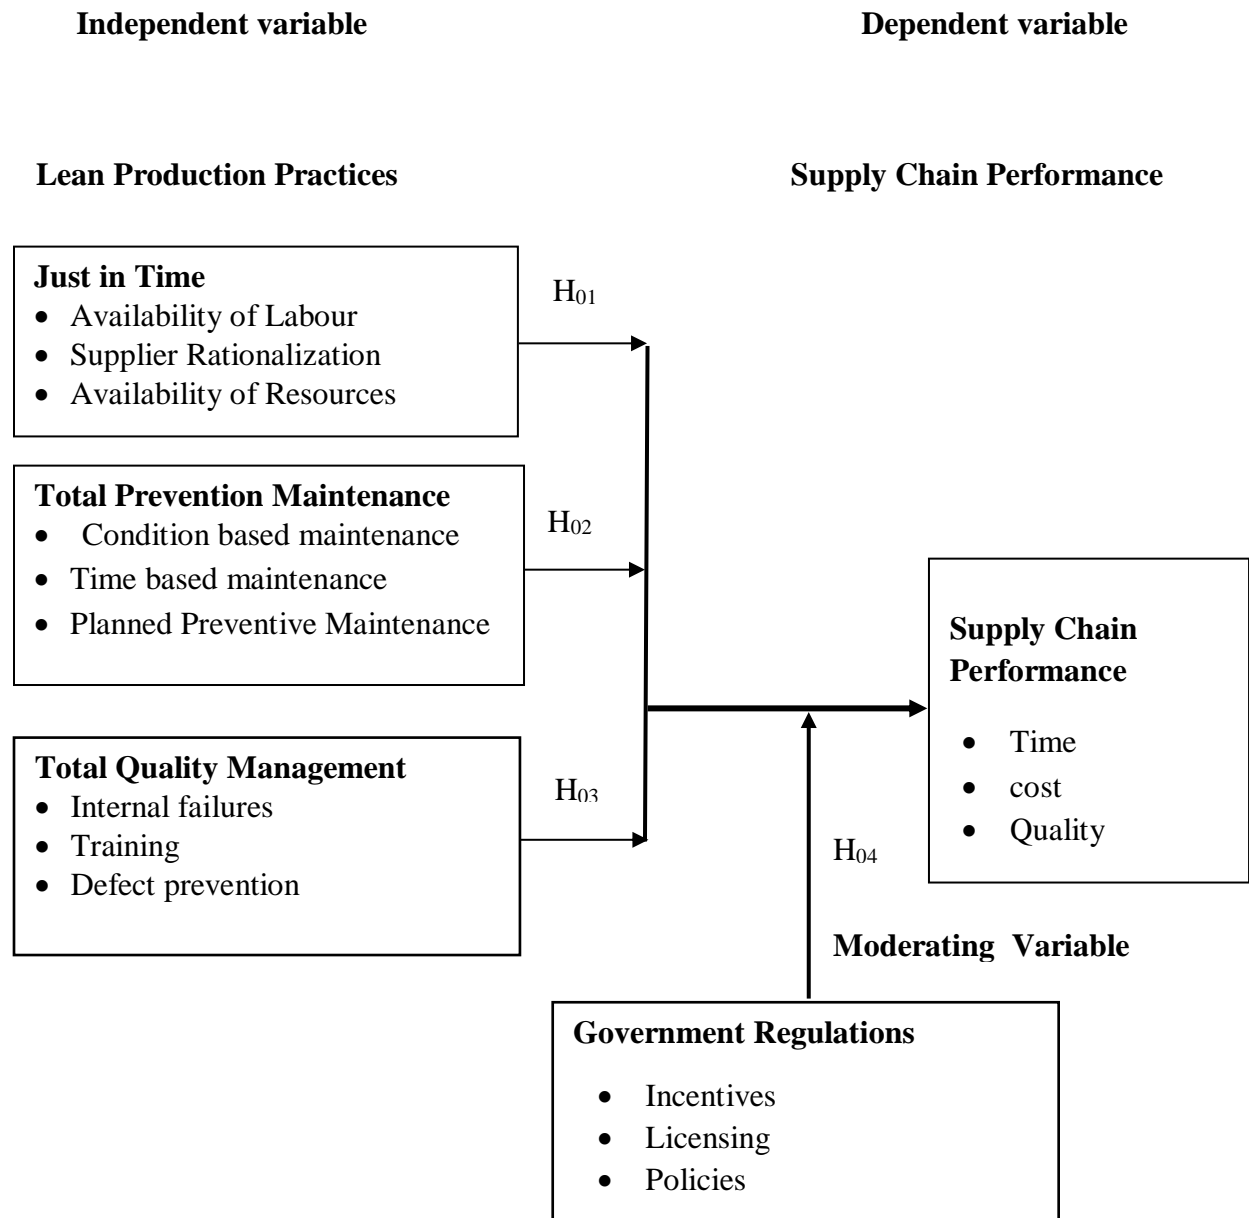 Independent variable
Dependent variable
Lean Production Practices
Supply Chain Performance
Just in Time
• Availability of Labour
• Supplier Rationalization
• Availability of Resources
H01
Total Prevention Maintenance
• Condition based maintenance
• Time based maintenance
• Planned Preventive Maintenance
H02
Total Quality Management
• Internal failures
• Training
• Defect prevention
H03
Supply Chain
Performance
• Time
• cost
• Quality
H04
Moderating Variable
Government Regulations
• Incentives
• Licensing
• Policies